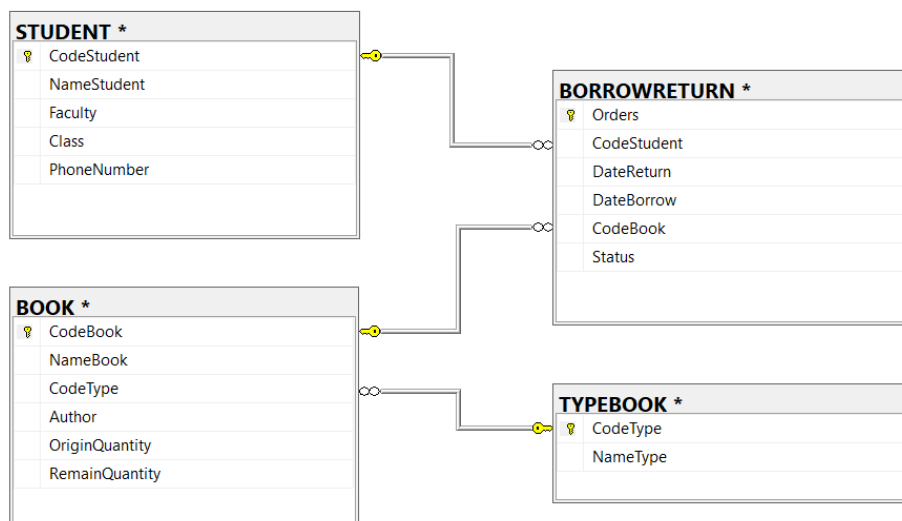 STUDENT *
CodeStudent
NameStudent
Faculty
Class
PhoneNumber
BORROWRETURN *
Orders
CodeStudent
DateReturn
DateBorrow
CodeBook
Status
BOOK *
CodeBook
NameBook
CodeType
Author
OriginQuantity
RemainQuantity
TYPEBOOK *
CodeType
NameType